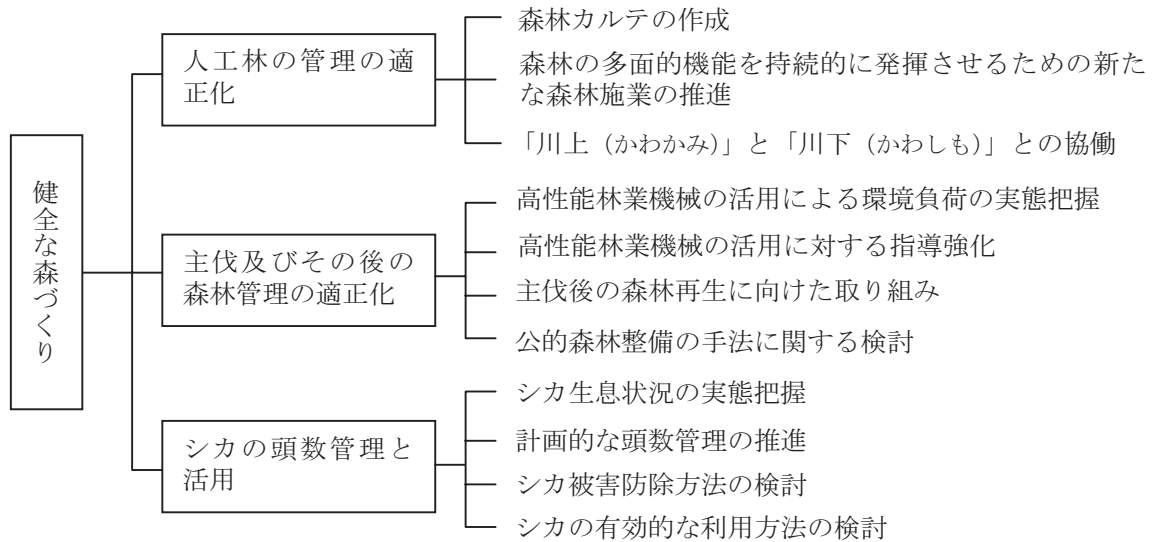 健全な森づくり
人工林の管理の適
正化
森林カルテの作成
森林の多面的機能を持続的に発揮させるための新た
な森林施業の推進
「川上（かわかみ）」と「川下（かわしも）」との協働
主伐及びその後の
森林管理の適正化
高性能林業機械の活用による環境負荷の実態把握
高性能林業機械の活用に対する指導強化
主伐後の森林再生に向けた取り組み
公的森林整備の手法に関する検討
シカの頭数管理と
活用
シカ生息状況の実態把握
計画的な頭数管理の推進
シカ被害防除方法の検討
シカの有効的な利用方法の検討